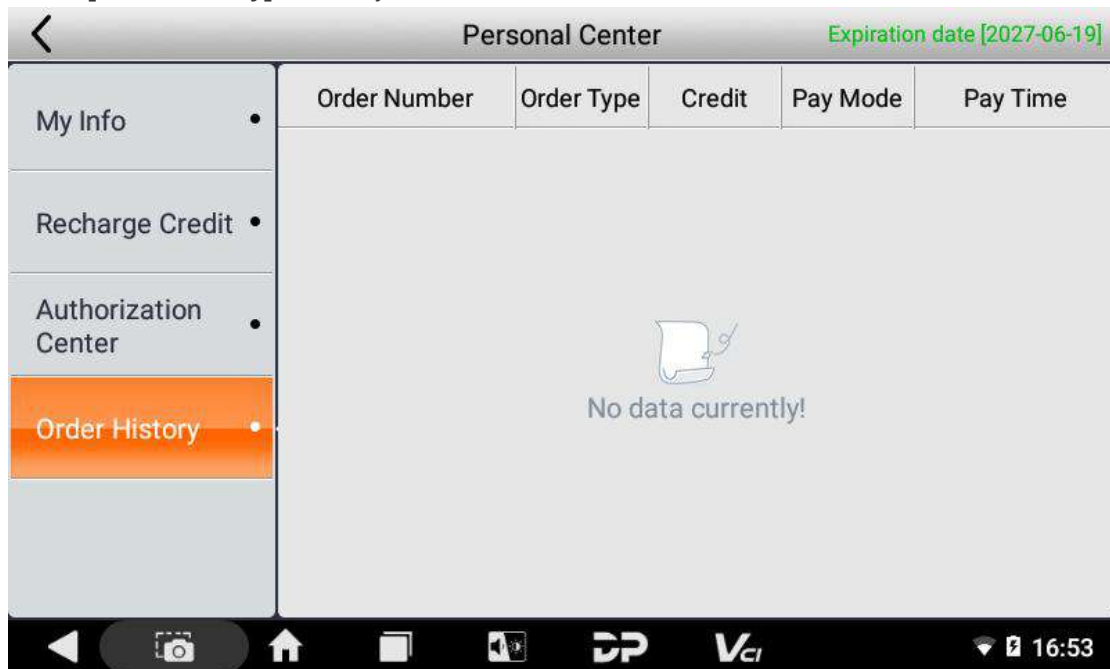 Personal Center
Expiration date [2027-06-19]
My Info
Recharge Credit
Authorization
Center
Order History
Order Number Order Type Credit Pay Mode Pay Time
No data currently!
DP VCI 16:53